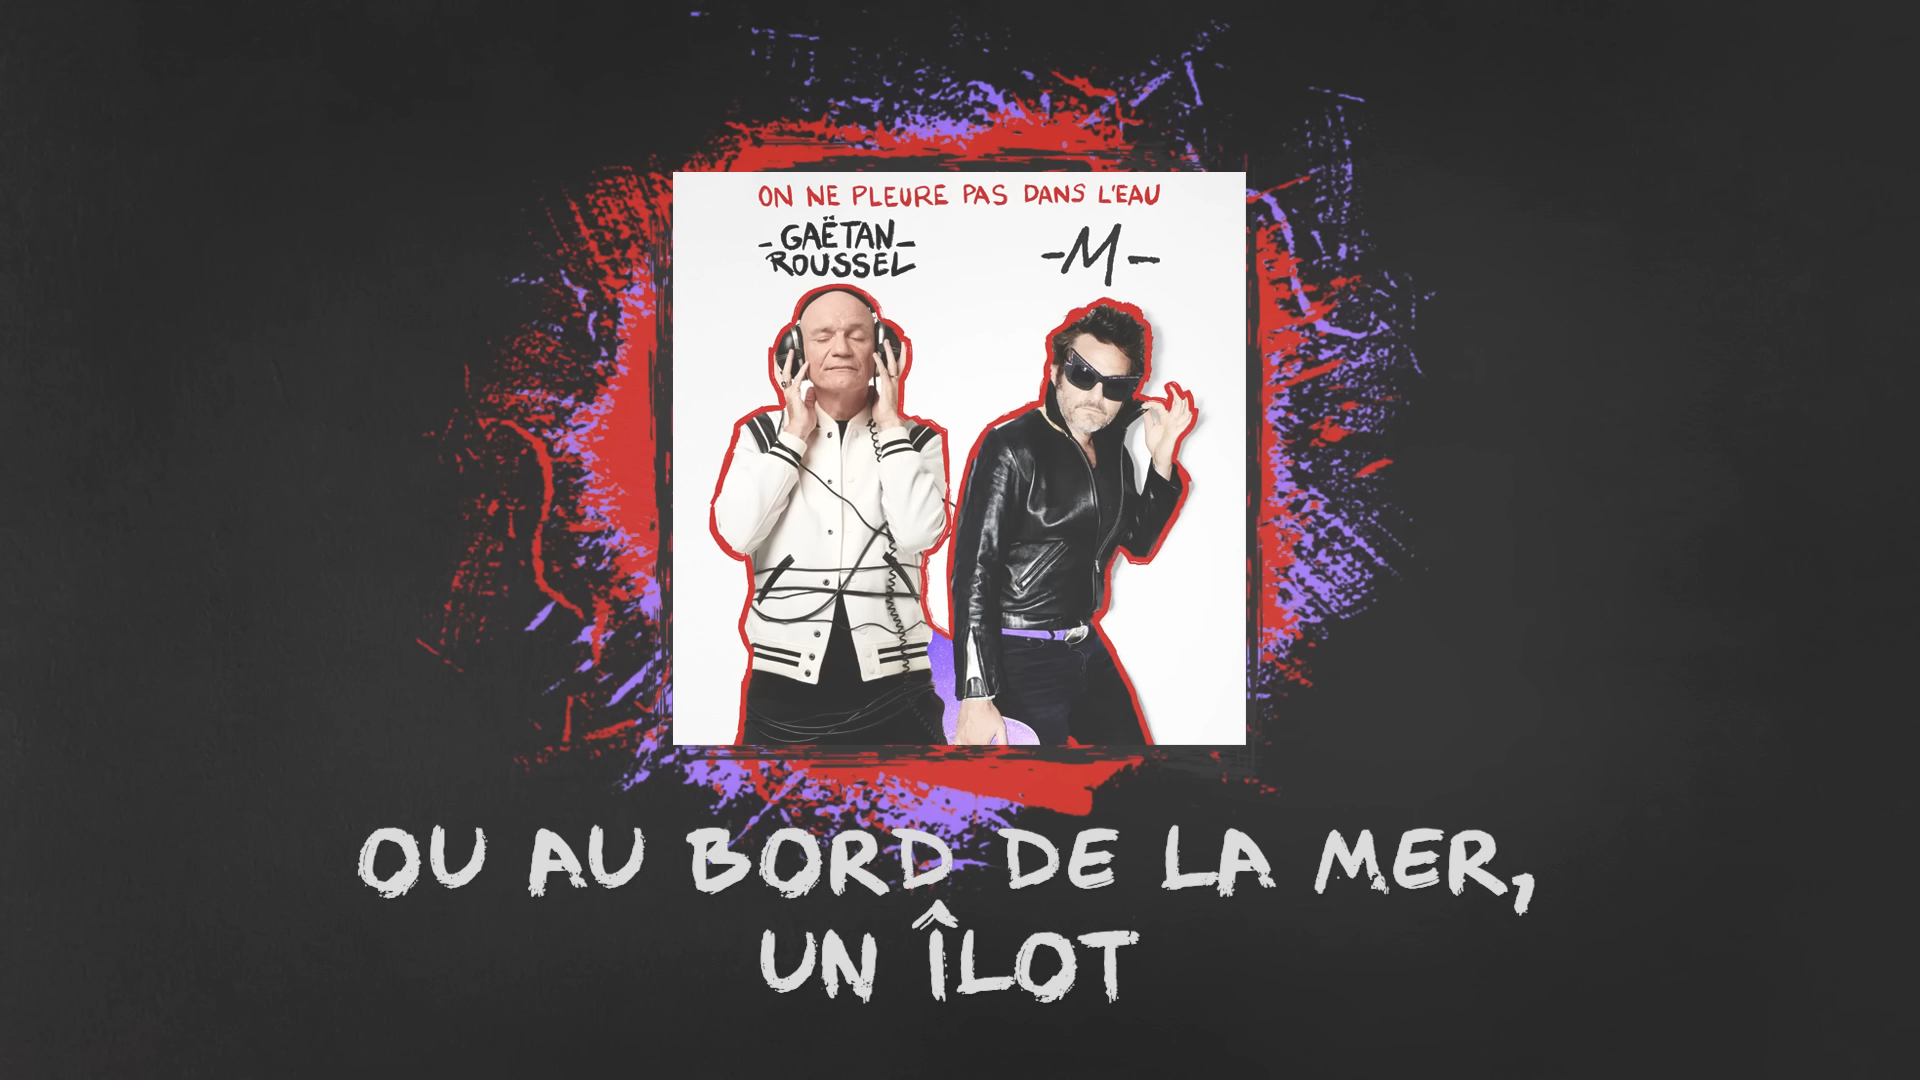 ON NE PLEURE PAS DANS L'EAU
-GAËTAN-
ROUSSEL
-M-
OU AU BORD DE LA MER,
UN ÎLOT